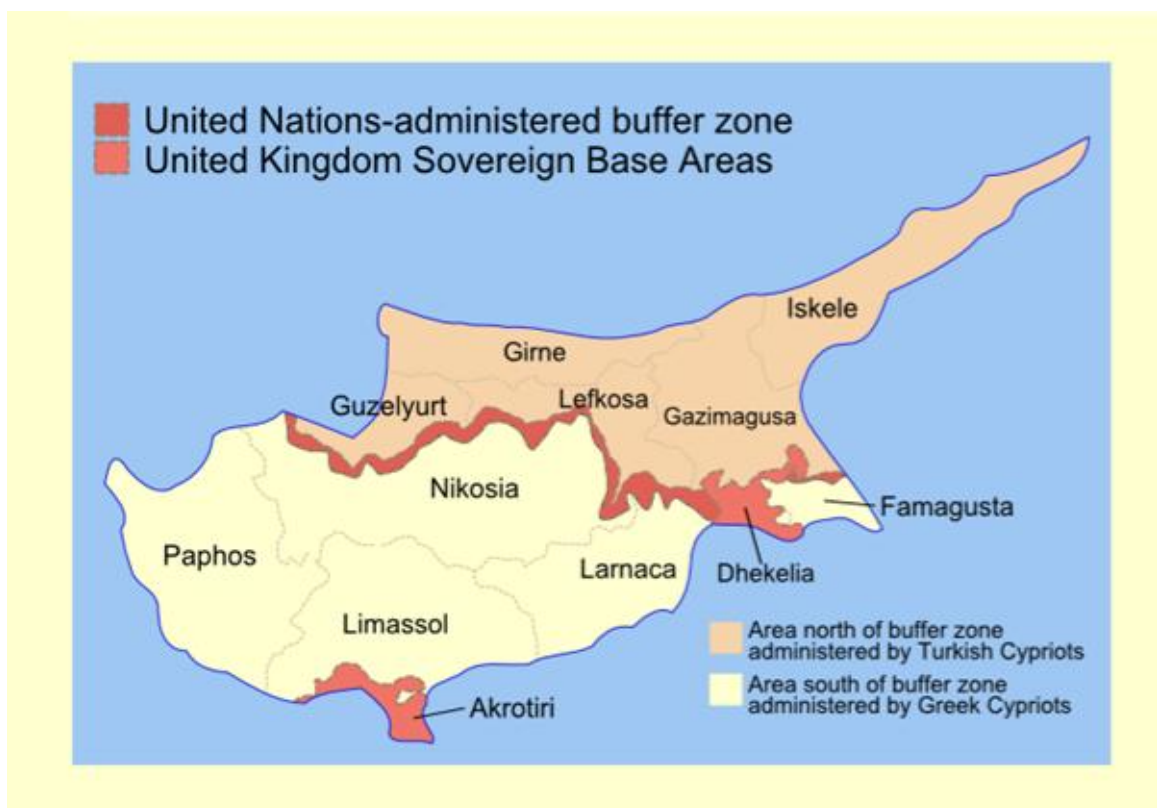 United Nations-administered buffer zone
United Kingdom Sovereign Base Areas
Iskele
Girne
Lefkosa
Guzelyurt
Gazimagusa
Nikosia
Famagusta
Paphos
Larnaca
Dhekelia
Limassol
Area north of buffer zone
administered by Turkish Cypriots
Area south of buffer zone
administered by Greek Cypriots
Akrotiri